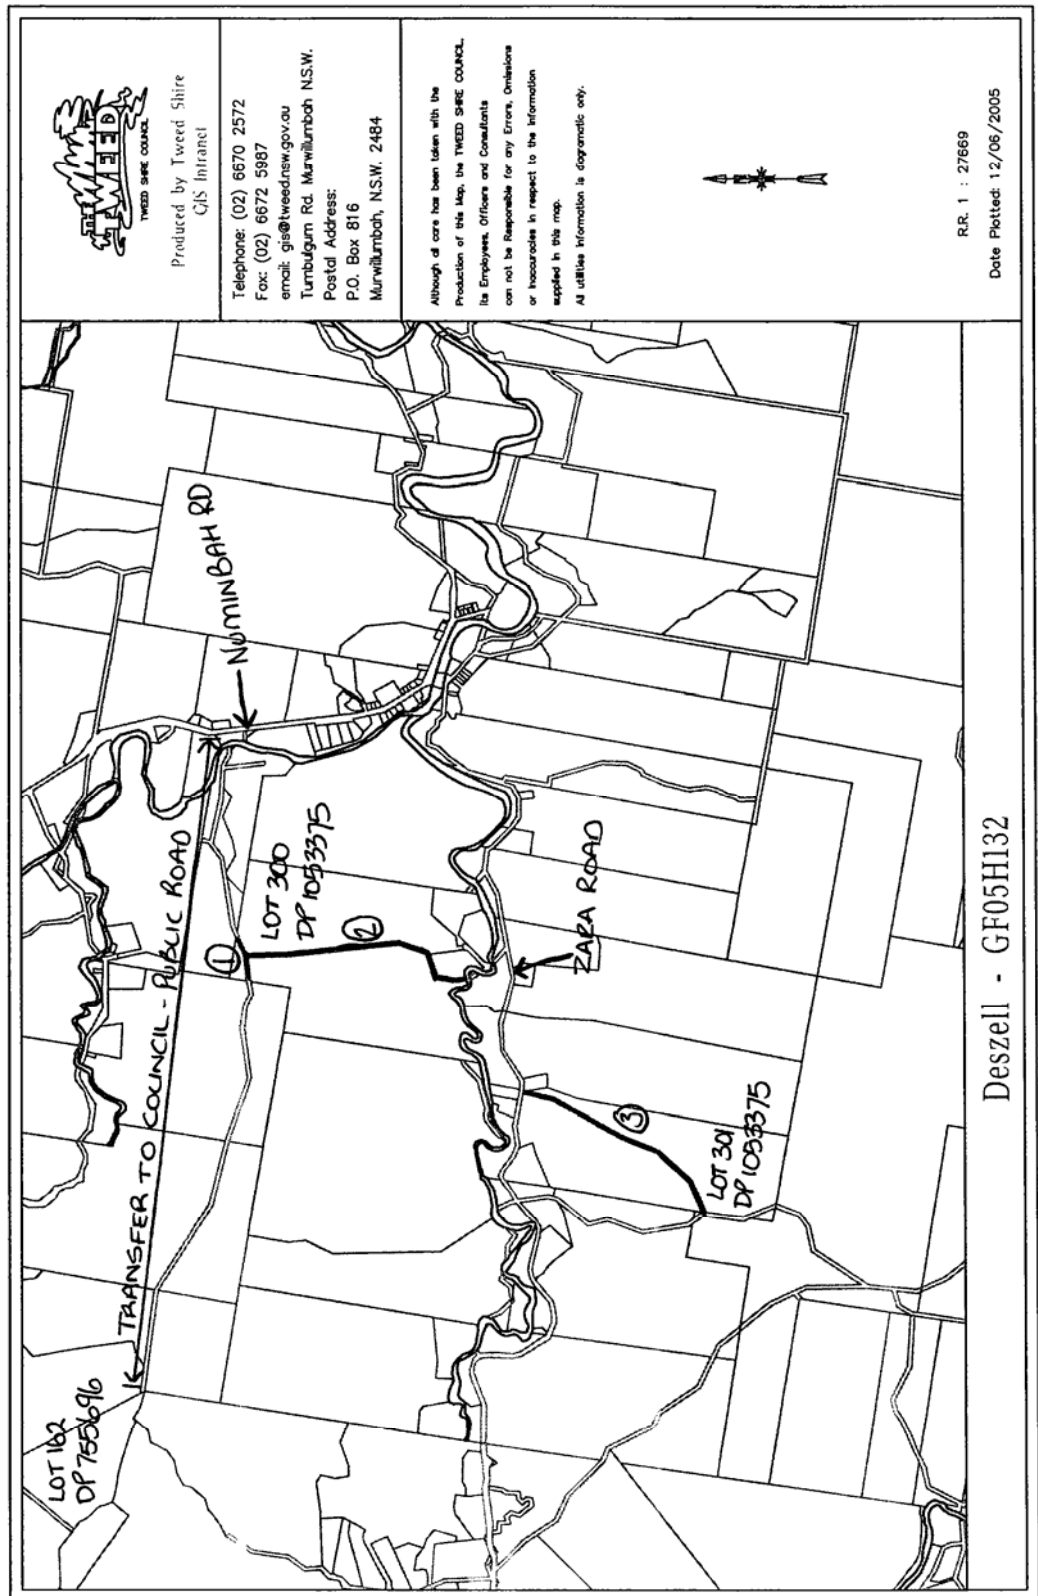 THE
TWEED
TWEED SHIRE COUNCIL
Produced by Tweed Shire
GIS Intranet
Telephone: (02) 6670 2572
Fax: (02) 6672 5987
email: gis@tweed.nsw.gov.au
Tumbulgum Rd. Murwillumbah N.S.W.
Postal Address:
P.O. Box 816
Murwillumbah, N.S.W. 2484
Although all care has been taken with the
Production of this Map, the TWEED SHIRE COUNCIL,
its Employees, Officers and Consultants
can not be Responsible for any Errors, Omissions
or Inaccuracies in respect to the Information
supplied in this map.
All utilities information is diagramatic only.
N
R.R. 1 : 27669
Date Plotted: 12/06/2005
LOT 162
DP 755696
TRANSFER TO COUNCIL - PUBLIC ROAD
NUMINBAH RD
1
LOT 300
DP 1053375
2
ZARA ROAD
3
LOT 301
DP 1053375
Deszell - GF05H132